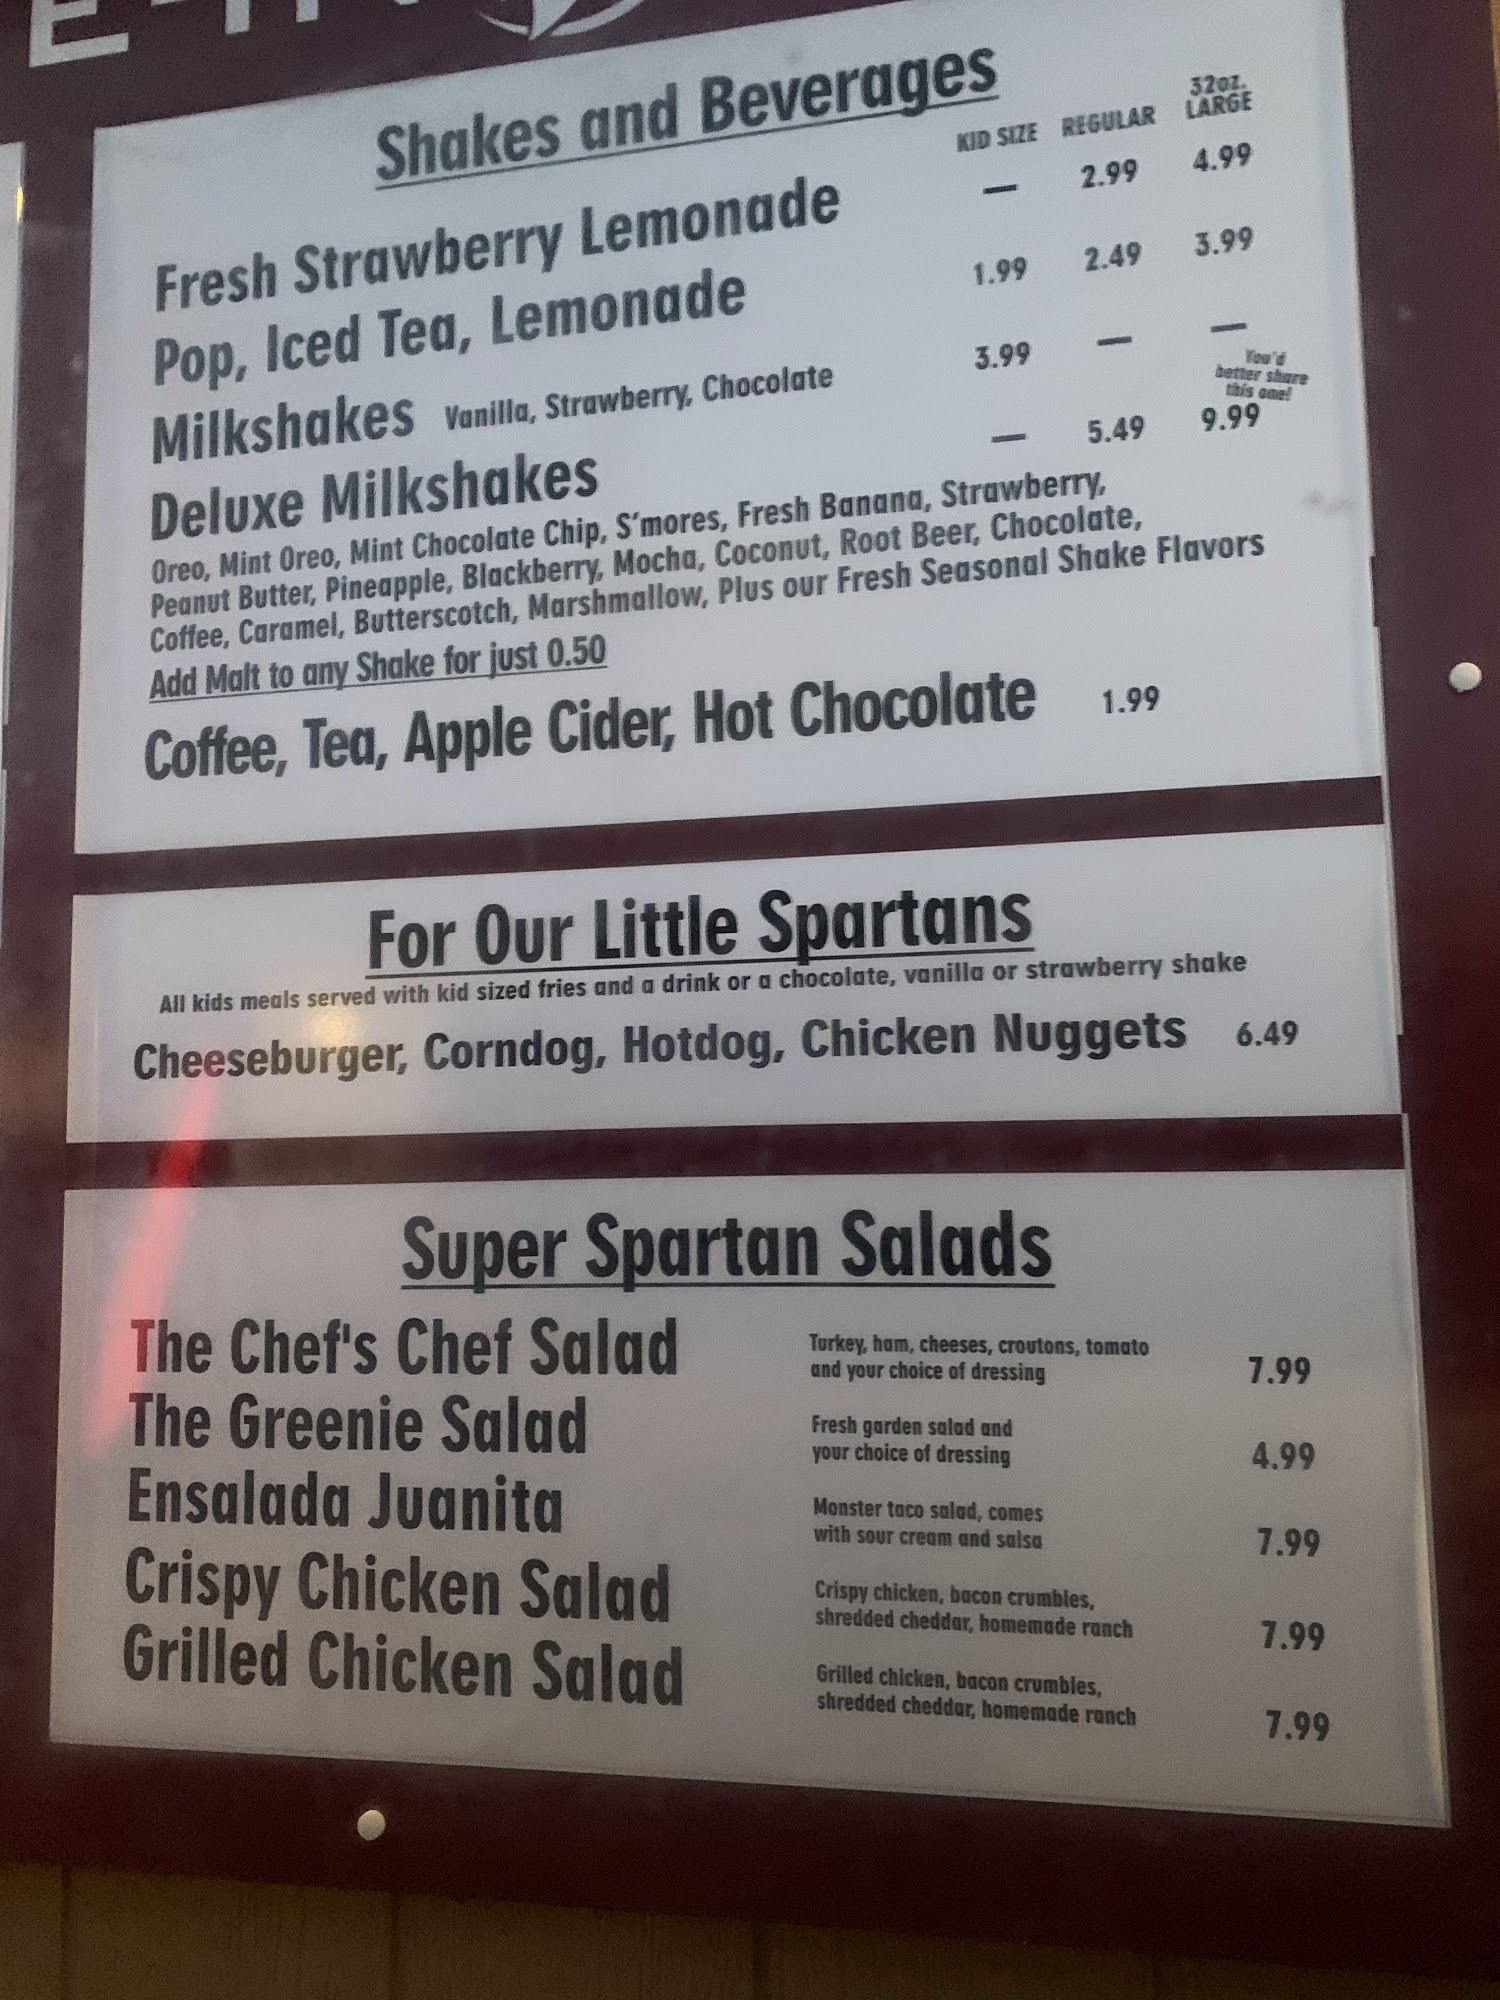 E-IN
Shakes and Beverages
KID SIZE REGULAR 32oz. LARGE
Fresh Strawberry Lemonade — 2.99 4.99
Pop, Iced Tea, Lemonade 1.99 2.49 3.99
Milkshakes Vanilla, Strawberry, Chocolate 3.99 — —
You'd
better share
this one!
Deluxe Milkshakes — 5.49 9.99
Oreo, Mint Oreo, Mint Chocolate Chip, S'mores, Fresh Banana, Strawberry,
Peanut Butter, Pineapple, Blackberry, Mocha, Coconut, Root Beer, Chocolate,
Coffee, Caramel, Butterscotch, Marshmallow, Plus our Fresh Seasonal Shake Flavors
Add Malt to any Shake for just 0.50
Coffee, Tea, Apple Cider, Hot Chocolate 1.99
For Our Little Spartans
All kids meals served with kid sized fries and a drink or a chocolate, vanilla or strawberry shake
Cheeseburger, Corndog, Hotdog, Chicken Nuggets 6.49
Super Spartan Salads
The Chef's Chef Salad
Turkey, ham, cheeses, croutons, tomato
and your choice of dressing
7.99
The Greenie Salad
Fresh garden salad and
your choice of dressing
4.99
Ensalada Juanita
Monster taco salad, comes
with sour cream and salsa
7.99
Crispy Chicken Salad
Crispy chicken, bacon crumbles,
shredded cheddar, homemade ranch
7.99
Grilled Chicken Salad
Grilled chicken, bacon crumbles,
shredded cheddar, homemade ranch
7.99